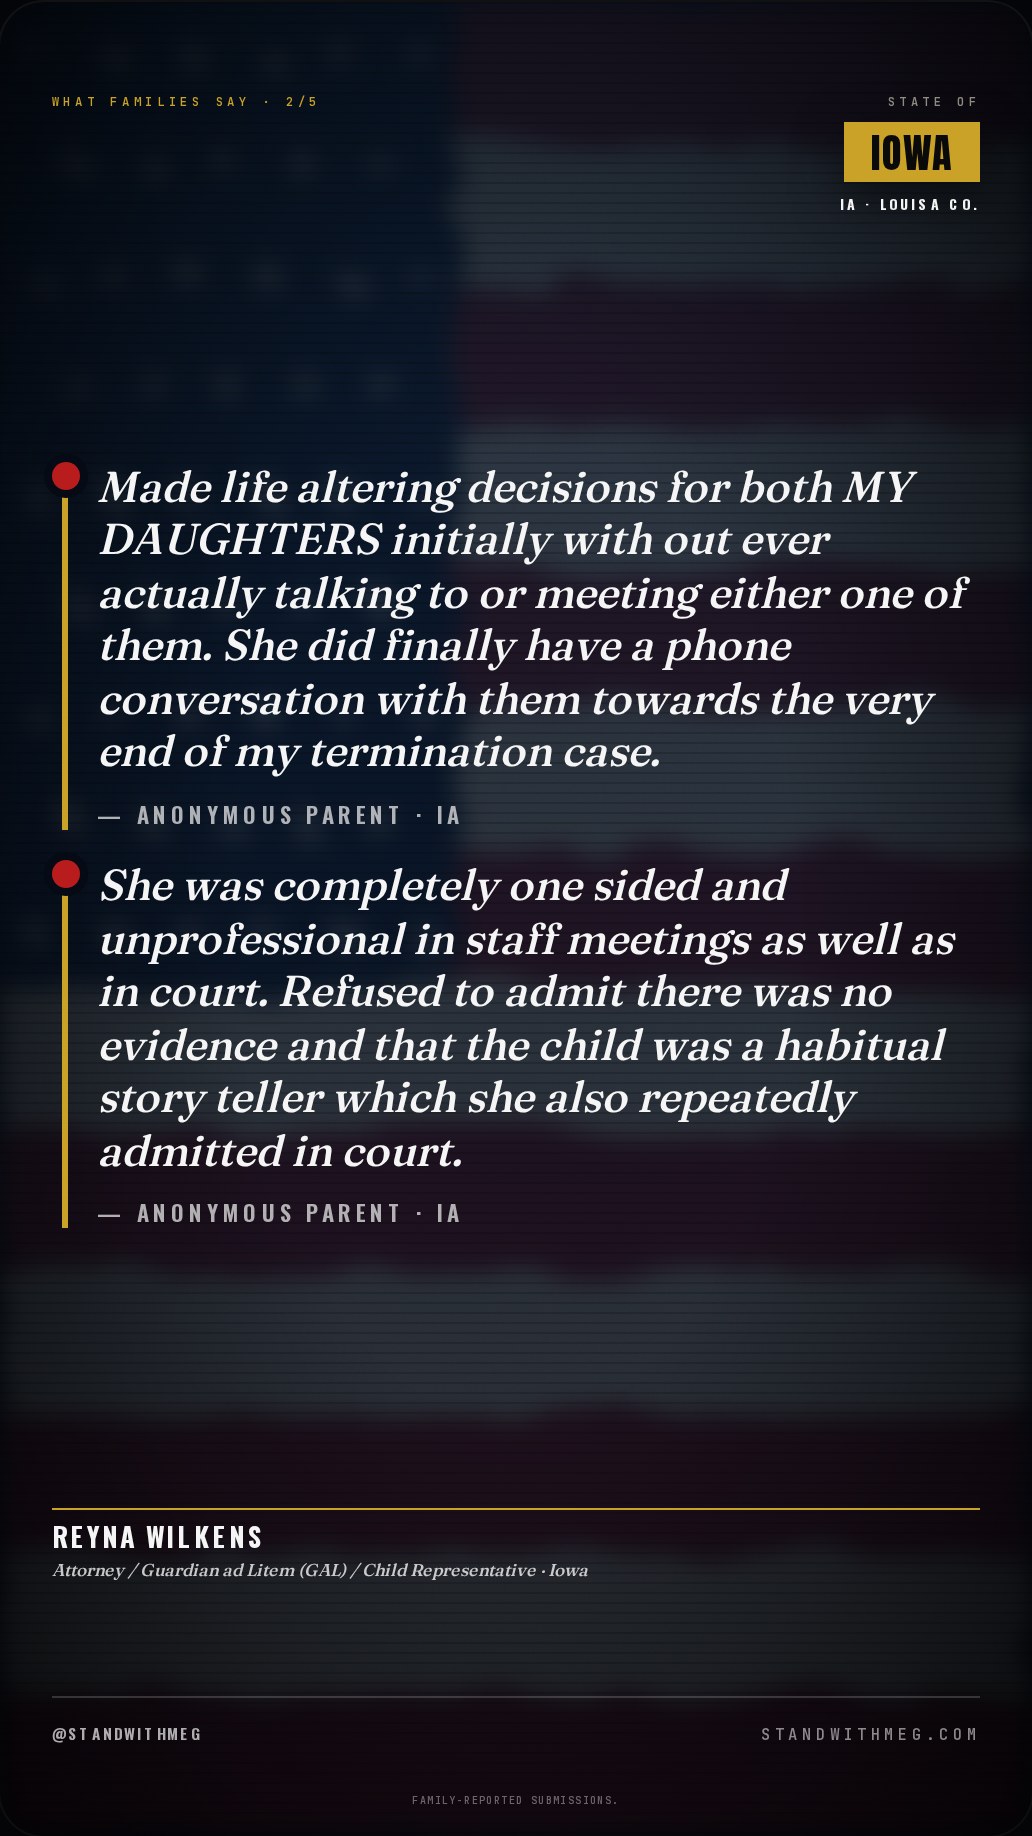 WHAT FAMILIES SAY · 2/5
STATE OF
IOWA
IA · LOUISA CO.
Made life altering decisions for both MY
DAUGHTERS initially with out ever
actually talking to or meeting either one of
them. She did finally have a phone
conversation with them towards the very
end of my termination case.
— ANONYMOUS PARENT · IA
She was completely one sided and
unprofessional in staff meetings as well as
in court. Refused to admit there was no
evidence and that the child was a habitual
story teller which she also repeatedly
admitted in court.
— ANONYMOUS PARENT · IA
REYNA WILKENS
Attorney / Guardian ad Litem (GAL) / Child Representative · Iowa
@STANDWITHMEG
STANDWITHMEG.COM
FAMILY-REPORTED SUBMISSIONS.